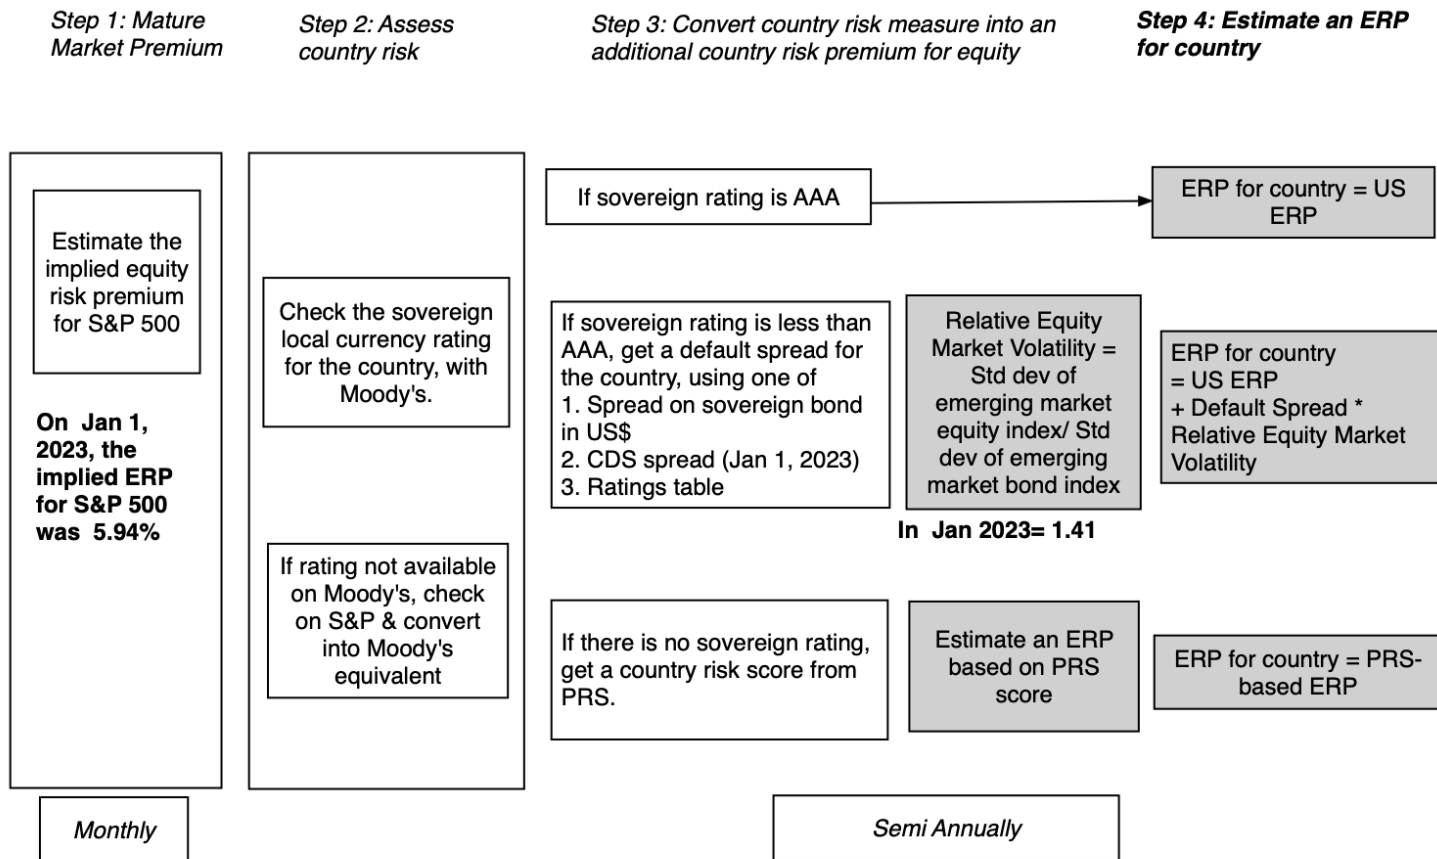 Step 1: Mature
Market Premium
Step 2: Assess
country risk
Step 3: Convert country risk measure into an
additional country risk premium for equity
Step 4: Estimate an ERP
for country
Estimate the
implied equity
risk premium
for S&P 500
On Jan 1,
2023, the
implied ERP
for S&P 500
was 5.94%
Monthly
Check the sovereign
local currency rating
for the country, with
Moody's.
If rating not available
on Moody's, check
on S&P & convert
into Moody's
equivalent
If sovereign rating is AAA
ERP for country = US
ERP
If sovereign rating is less than
AAA, get a default spread for
the country, using one of
1. Spread on sovereign bond
in US$
2. CDS spread (Jan 1, 2023)
3. Ratings table
Relative Equity
Market Volatility =
Std dev of
emerging market
equity index/ Std
dev of emerging
market bond index
In Jan 2023= 1.41
ERP for country
= US ERP
+ Default Spread *
Relative Equity Market
Volatility
If there is no sovereign rating,
get a country risk score from
PRS.
Estimate an ERP
based on PRS
score
ERP for country = PRS-
based ERP
Semi Annually